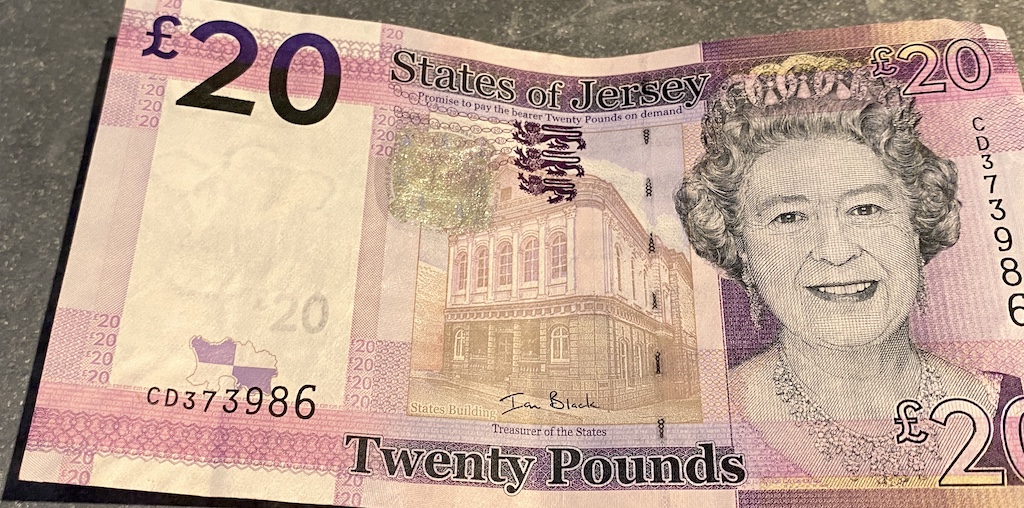 £20
States of Jersey
Promise to pay the bearer Twenty Pounds on demand
£20
CD373986
£20
CD373986
States Building
Ian Black
Treasurer of the States
Twenty Pounds
£20